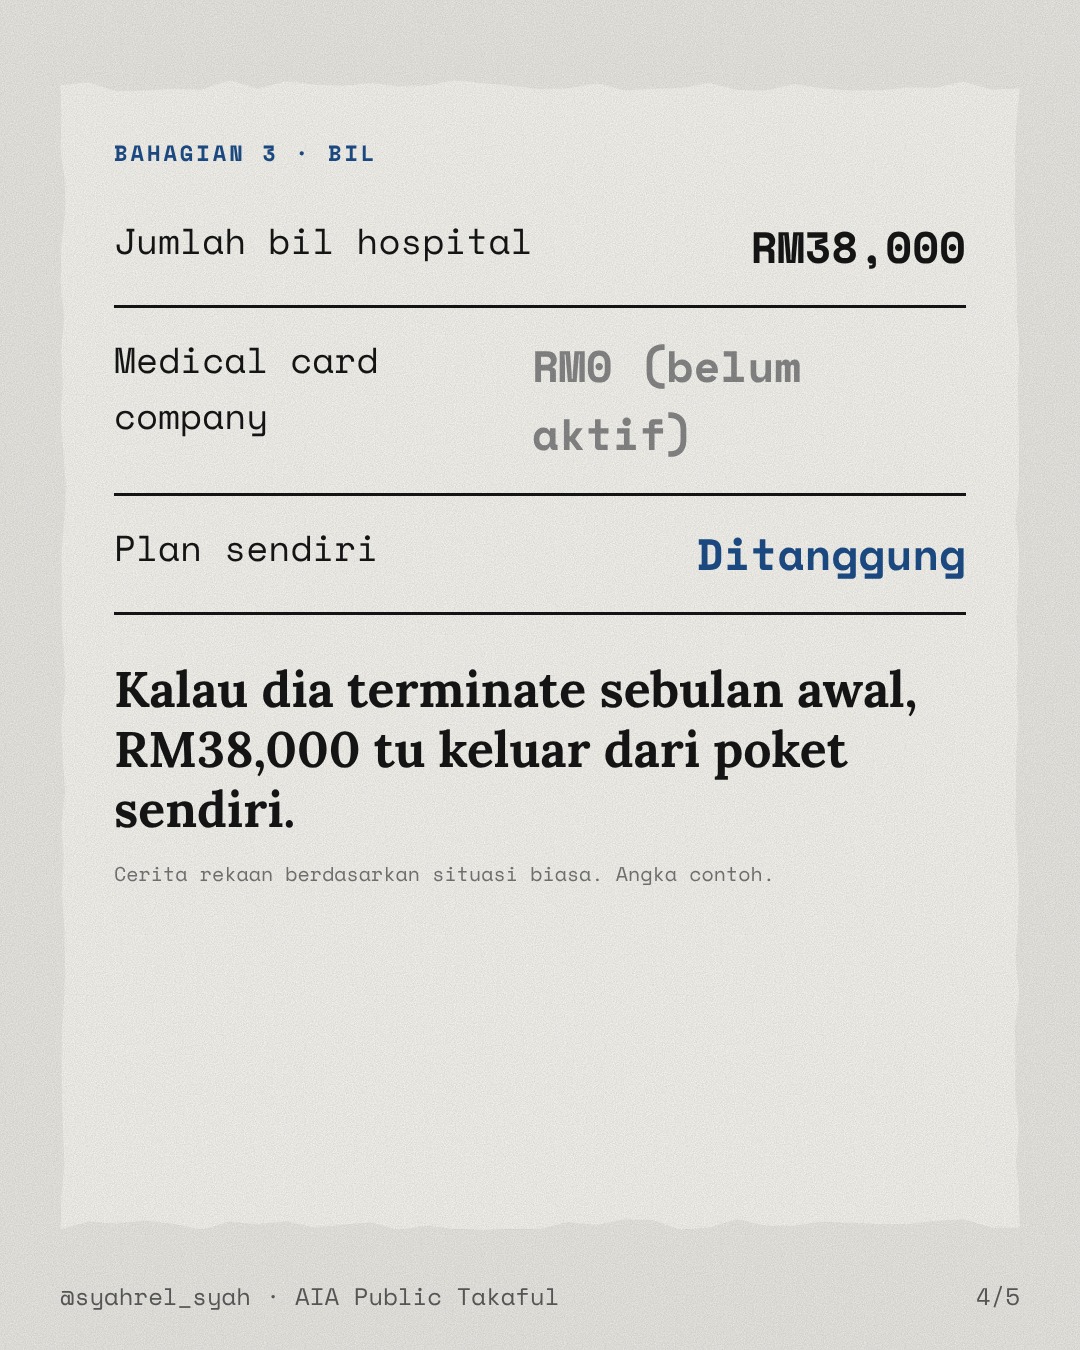 BAHAGIAN 3 · BIL
Jumlah bil hospital RM38,000
Medical card RM0 (belum
company aktif)
Plan sendiri Ditanggung
Kalau dia terminate sebulan awal,
RM38,000 tu keluar dari poket
sendiri.
Cerita rekaan berdasarkan situasi biasa. Angka contoh.
@syahrel_syah · AIA Public Takaful 4/5